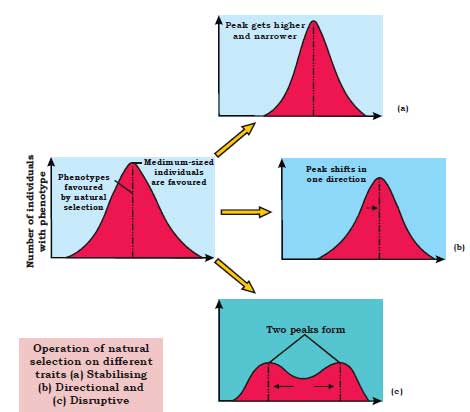 Peak gets higher
and narrower
(a)
Number of individuals
with phenotype
Phenotypes
favoured
by natural
selection
Medimum-sized
individuals
are favoured
Peak shifts in
one direction
(b)
Two peaks form
(c)
Operation of natural
selection on different
traits (a) Stabilising
(b) Directional and
(c) Disruptive